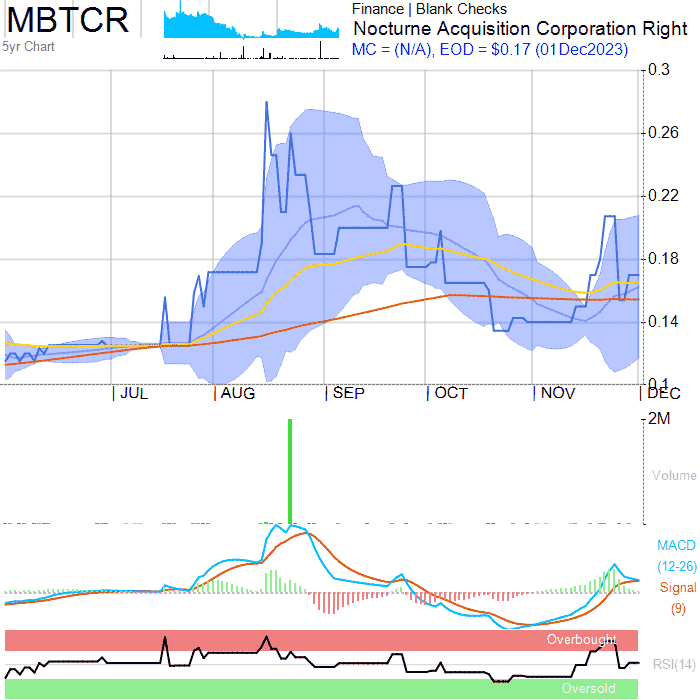 MBTCR
5yr Chart
Finance | Blank Checks
Nocturne Acquisition Corporation Right
MC = (N/A), EOD = $0.17 (01Dec2023)
0.3
0.26
0.22
0.18
0.14
0.1
JUL AUG SEP OCT NOV DEC
2M
Volume
MACD
(12-26)
Signal
(9)
Overbought
RSI(14)
Oversold